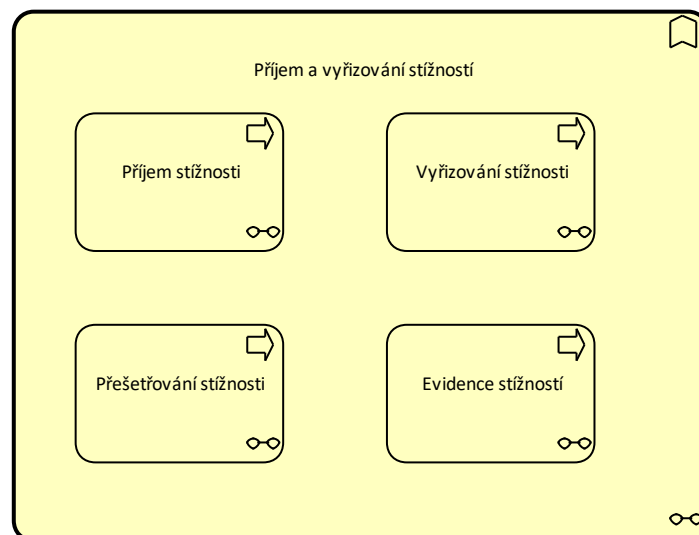 Příjem a vyřizování stížností
Příjem stížnosti
Vyřizování stížnosti
Přešetřování stížnosti
Evidence stížností